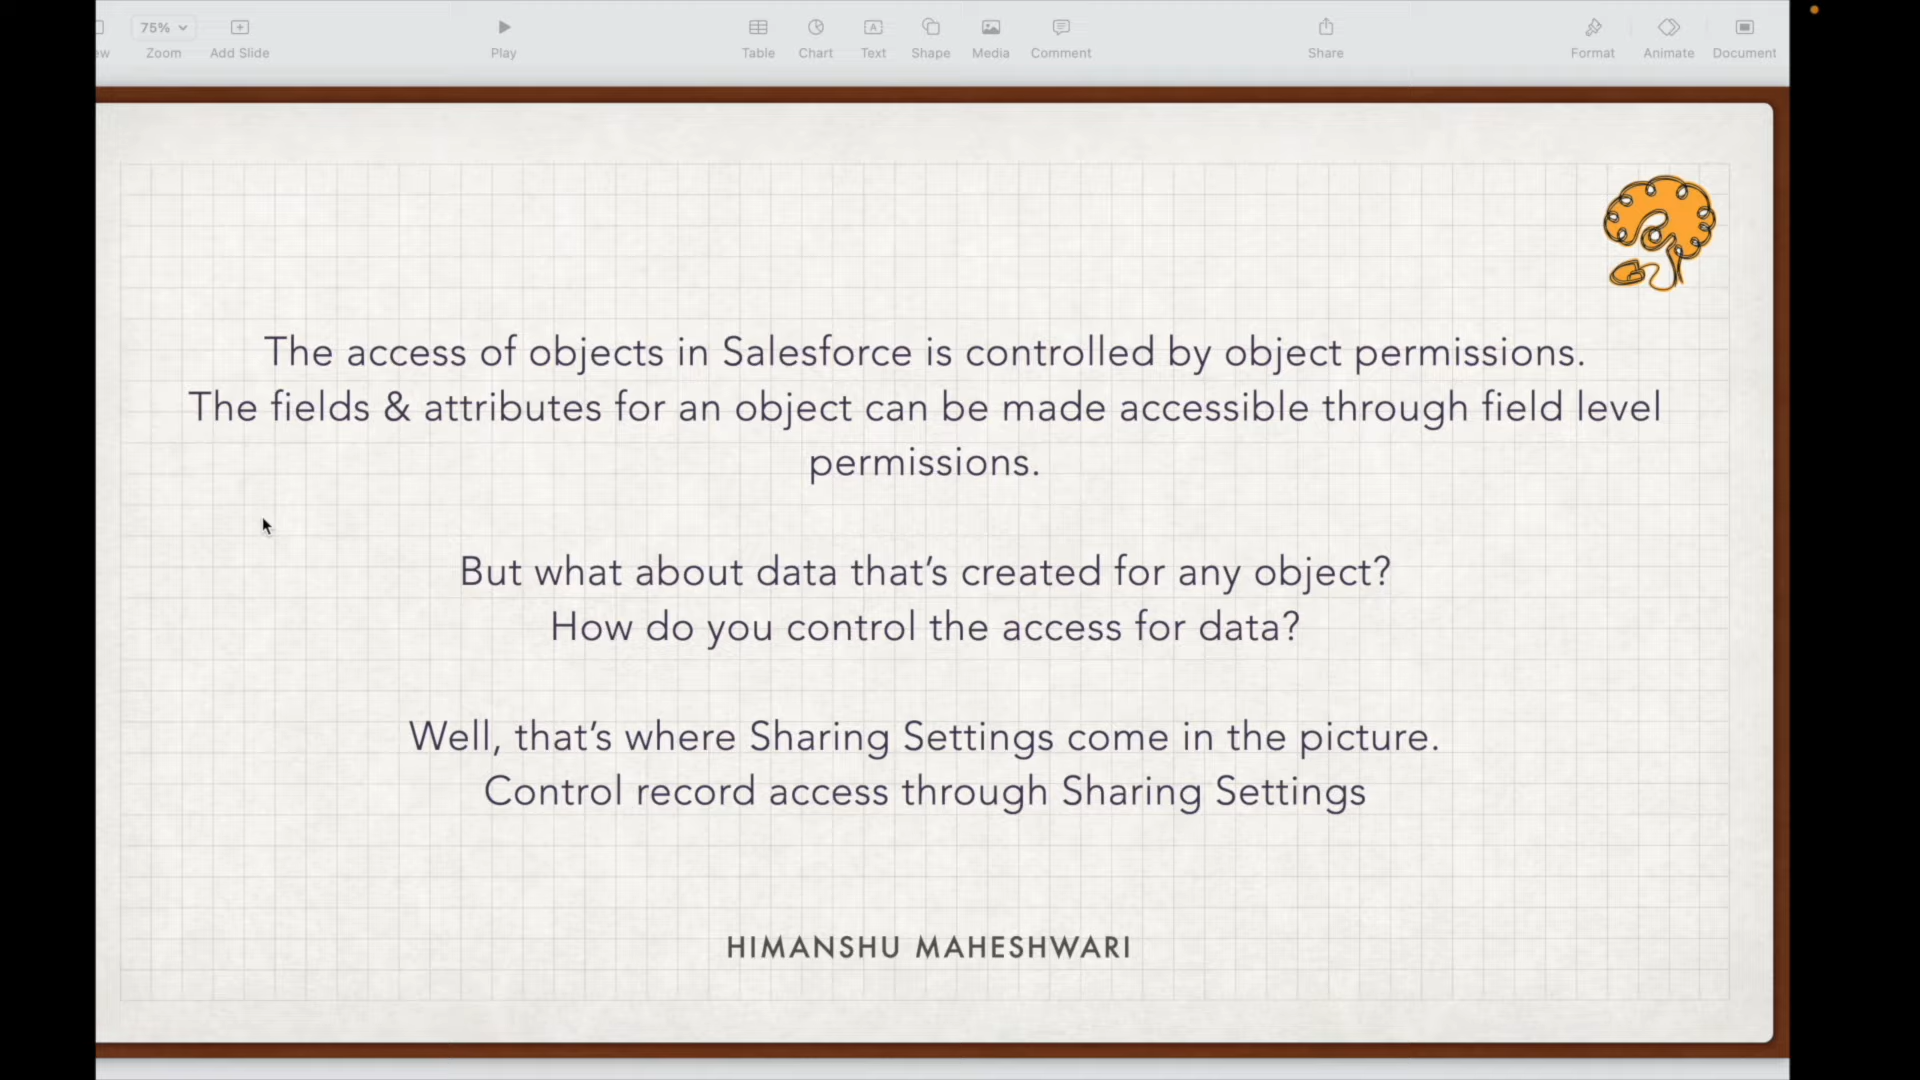 ew
75%
Zoom
Add Slide
Play
Table
Chart
Text
Shape
Media
Comment
Share
Format
Animate
Document
The access of objects in Salesforce is controlled by object permissions.
The fields & attributes for an object can be made accessible through field level
permissions.
But what about data that’s created for any object?
How do you control the access for data?
Well, that’s where Sharing Settings come in the picture.
Control record access through Sharing Settings
HIMANSHU MAHESHWARI